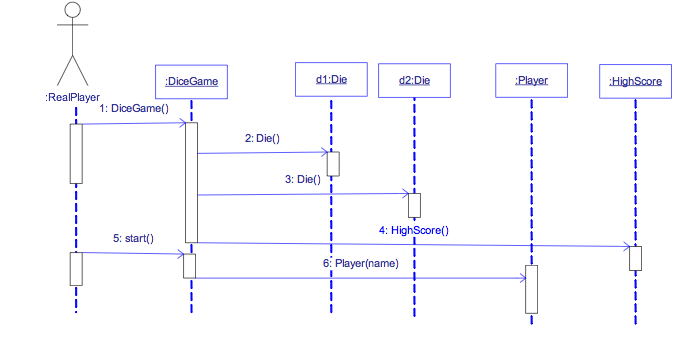 :RealPlayer
:DiceGame
d1:Die
d2:Die
:Player
:HighScore
1: DiceGame()
2: Die()
3: Die()
4: HighScore()
5: start()
6: Player(name)